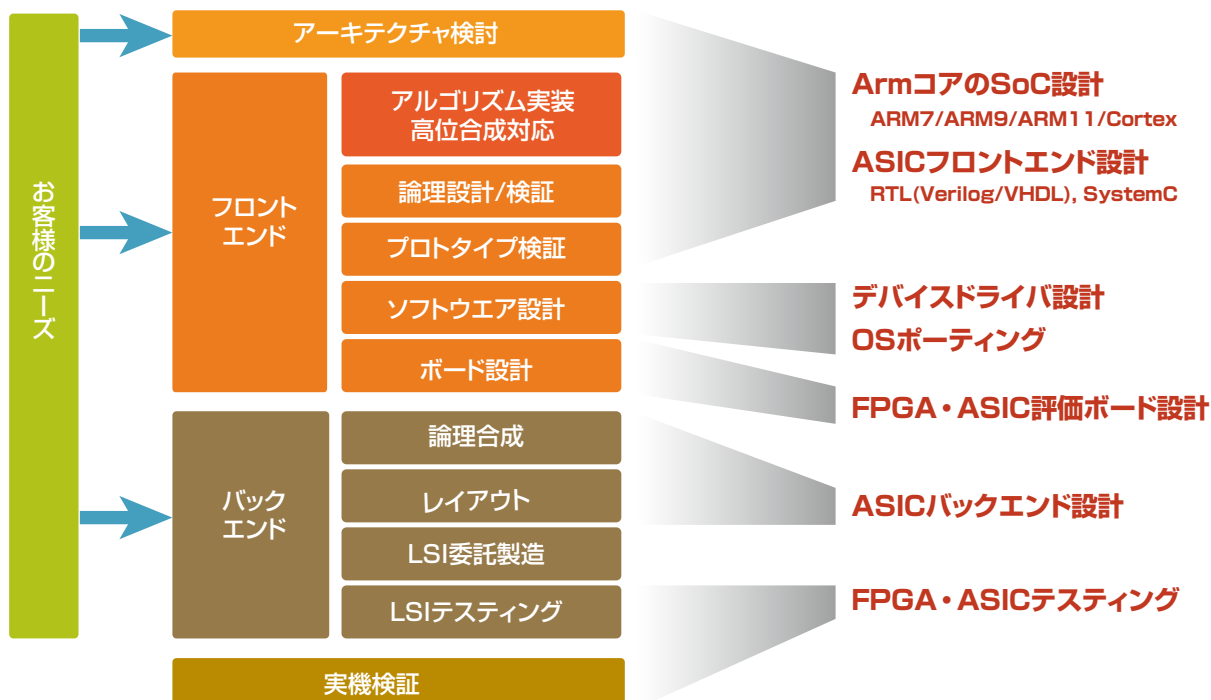 お客様のニーズ
アーキテクチャ検討
フロント
エンド
アルゴリズム実装
高位合成対応
論理設計/検証
プロトタイプ検証
ソフトウエア設計
ボード設計
バック
エンド
論理合成
レイアウト
LSI委託製造
LSIテスティング
実機検証
ArmコアのSoC設計
ARM7/ARM9/ARM11/Cortex
ASICフロントエンド設計
RTL(Verilog/VHDL), SystemC
デバイスドライバ設計
OSポーティング
FPGA・ASIC評価ボード設計
ASICバックエンド設計
FPGA・ASICテスティング